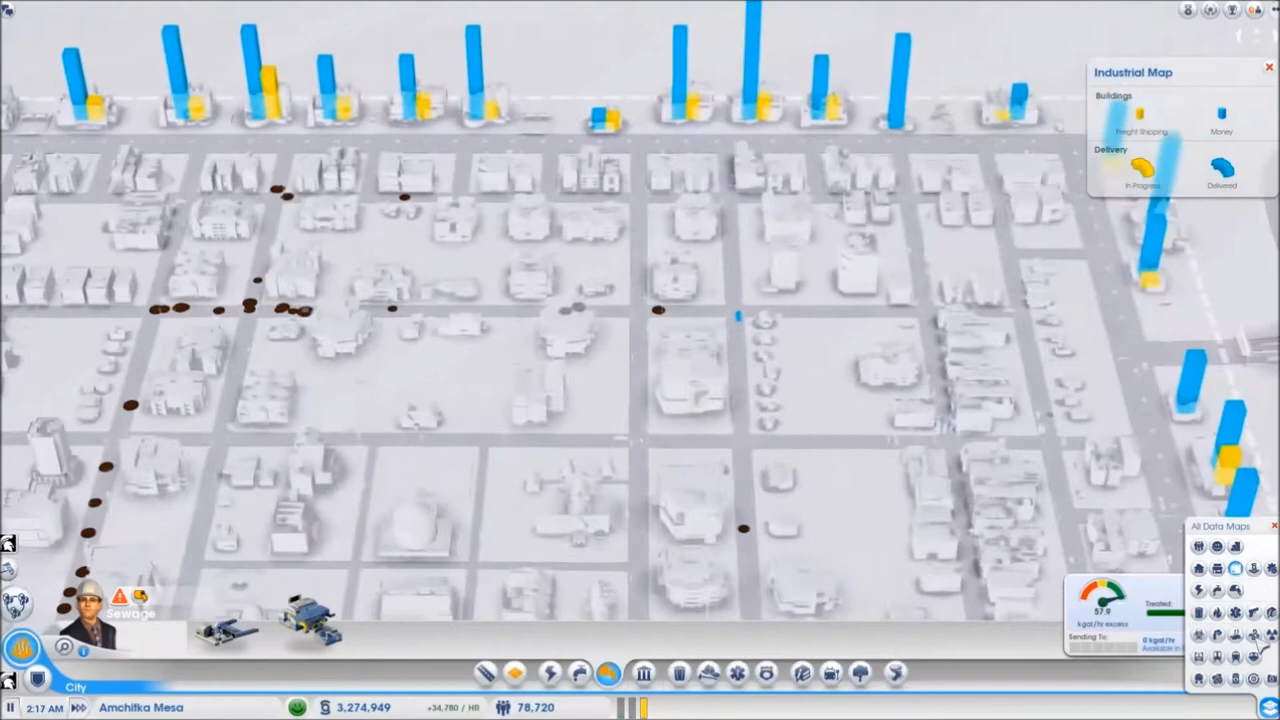 Industrial Map
Buildings
Freight Shipping Money
Delivery
In Progress Delivered
All Data Maps
Sewage
57.9
kgal/hr excess
Treated:
Sending To:
0 kgal/hr
Available in
City
2:17 AM Amchitka Mesa 3,274,949 +34,780 / HR 78,720